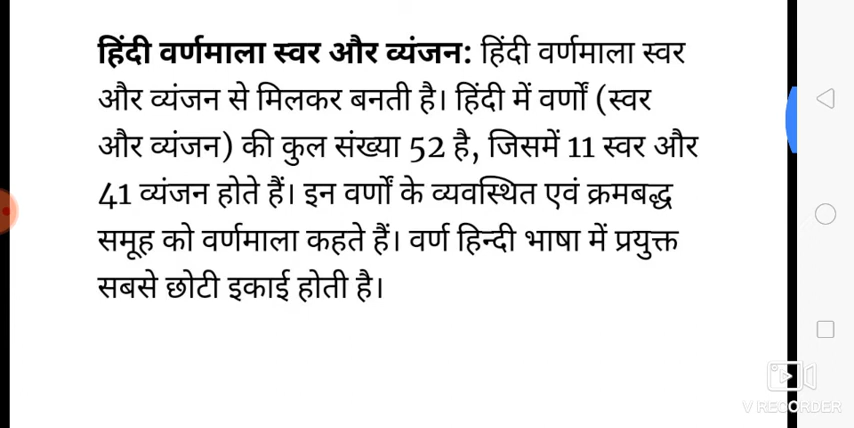 हिंदी वर्णमाला स्वर और व्यंजन: हिंदी वर्णमाला स्वर
और व्यंजन से मिलकर बनती है। हिंदी में वर्णों (स्वर
और व्यंजन) की कुल संख्या 52 है, जिसमें 11 स्वर और
41 व्यंजन होते हैं। इन वर्णों के व्यवस्थित एवं क्रमबद्ध
समूह को वर्णमाला कहते हैं। वर्ण हिन्दी भाषा में प्रयुक्त
सबसे छोटी इकाई होती है।
V RECORDER